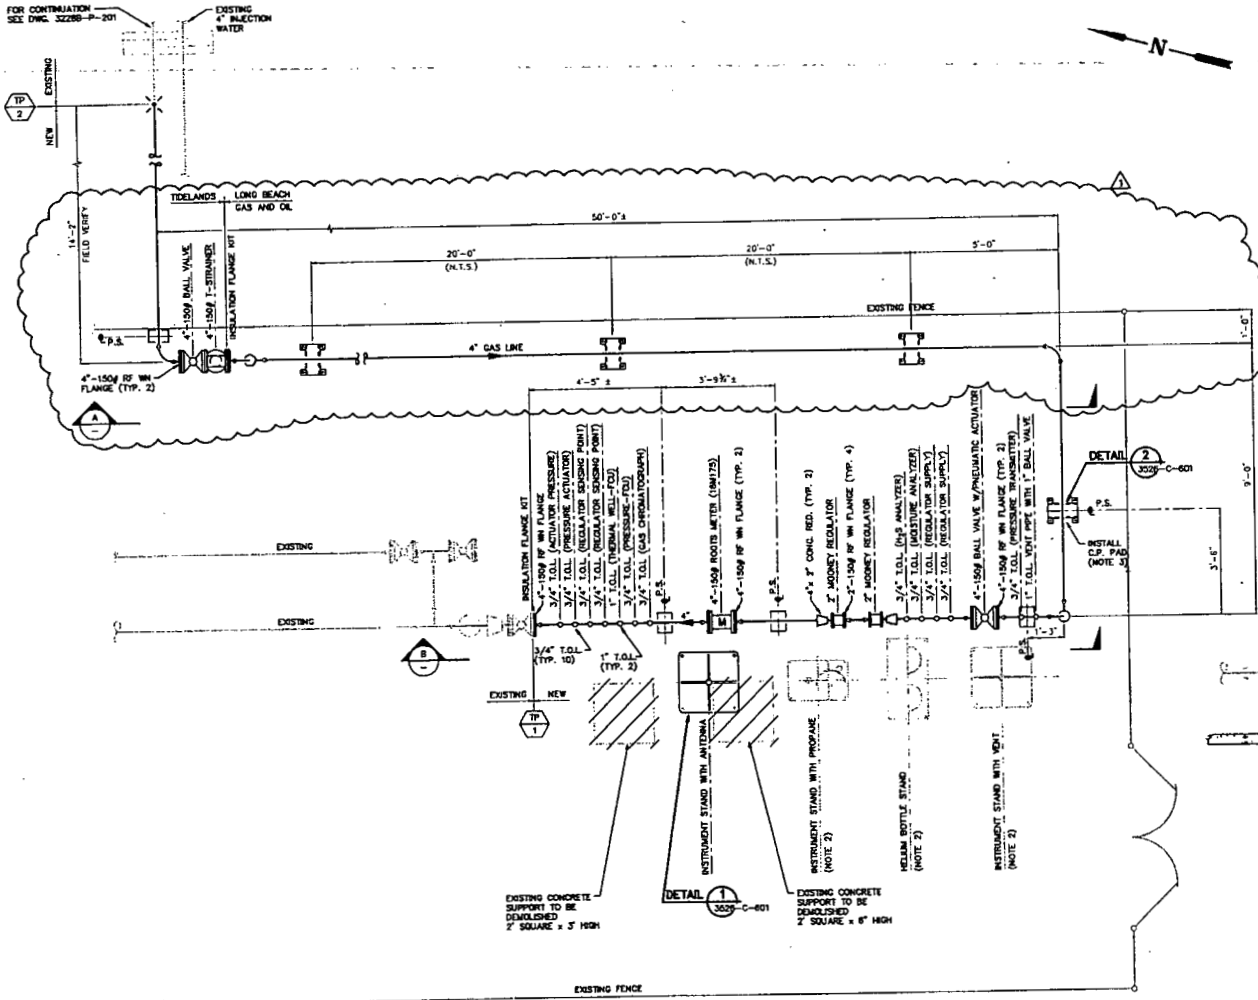 FOR CONTINUATION
SEE DWG. 3228B-P-201
EXISTING
4" INJECTION
WATER
N
TP
2
EXISTING
NEW
1
TIDELANDS
LONG BEACH
GAS AND OIL
50'-0"±
14'-2"
FIELD VERIFY
4"-150# BALL VALVE
4"-150# T-STRAINER
INSULATION FLANGE KIT
20'-0"
(N.T.S.)
20'-0"
(N.T.S.)
5'-0"
EXISTING FENCE
1'-0"
P.S.
4" GAS LINE
4"-150# RF WN
FLANGE (TYP. 2)
A
4'-5" ±
3'-9¾"±
INSULATION FLANGE KIT
4"-150# RF WN FLANGE
3/4" T.O.L. (ACTUATOR PRESSURE)
3/4" T.O.L. (PRESSURE ACTUATOR)
3/4" T.O.L. (REGULATOR SENSING POINT)
3/4" T.O.L. (REGULATOR SENSING POINT)
1" T.O.L. (THERMAL WELL-FCU)
3/4" T.O.L. (PRESSURE-FCU)
3/4" T.O.L. (GAS CHROMATOGRAPH)
P.S.
4"-150# ROOTS METER (16M175)
4"-150# RF WN FLANGE (TYP. 2)
4"x 2" CONC. RED. (TYP. 2)
2" MOONEY REGULATOR
2"-150# RF WN FLANGE (TYP. 4)
2" MOONEY REGULATOR
3/4" T.O.L. (H₂S ANALYZER)
3/4" T.O.L. (MOISTURE ANALYZER)
3/4" T.O.L. (REGULATOR SUPPLY)
3/4" T.O.L. (REGULATOR SUPPLY)
4"-150# BALL VALVE W/PNEUMATIC ACTUATOR
4"-150# RF WN FLANGE (TYP. 2)
3/4" T.O.L. (PRESSURE TRANSMITTER)
1" T.O.L. VENT PIPE WITH 1" BALL VALVE
DETAIL
2
3526-C-601
9'-0"
P.S.
INSTALL
C.P. PAD
(NOTE 3)
3'-6"
EXISTING
EXISTING
4"
M
1'-3"
P.S.
3/4" T.O.L.
(TYP. 10)
1" T.O.L.
(TYP. 2)
B
EXISTING
NEW
TP
1
INSTRUMENT STAND WITH ANTENNA
INSTRUMENT STAND WITH PROPANE
(NOTE 2)
HELIUM BOTTLE STAND
(NOTE 2)
INSTRUMENT STAND WITH VENT
(NOTE 2)
EXISTING CONCRETE
SUPPORT TO BE
DEMOLISHED
2' SQUARE x 3' HIGH
DETAIL
1
3526-C-601
EXISTING CONCRETE
SUPPORT TO BE
DEMOLISHED
2' SQUARE x 6" HIGH
EXISTING FENCE